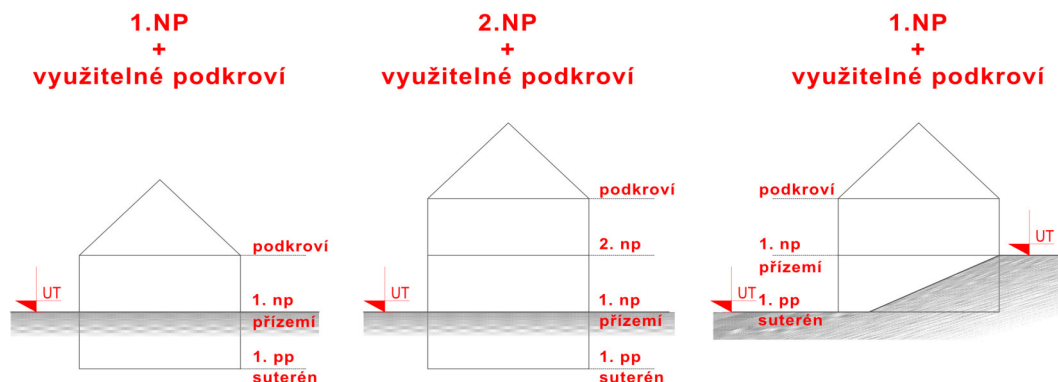 1.NP
+
využitelné podkroví
podkroví
UT
1. np
přízemí
1. pp
suterén
2.NP
+
využitelné podkroví
podkroví
2. np
UT
1. np
přízemí
1. pp
suterén
1.NP
+
využitelné podkroví
podkroví
1. np
přízemí
UT
UT
1. pp
suterén